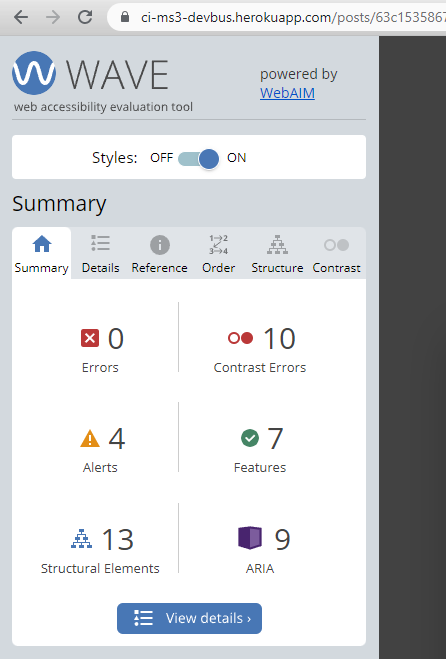 ci-ms3-devbus.herokuapp.com/posts/63c1535867
WAVE
web accessibility evaluation tool
powered by
WebAIM
Styles: OFF ON
Summary
Summary Details Reference Order Structure Contrast
0
Errors
10
Contrast Errors
4
Alerts
7
Features
13
Structural Elements
9
ARIA
View details ›